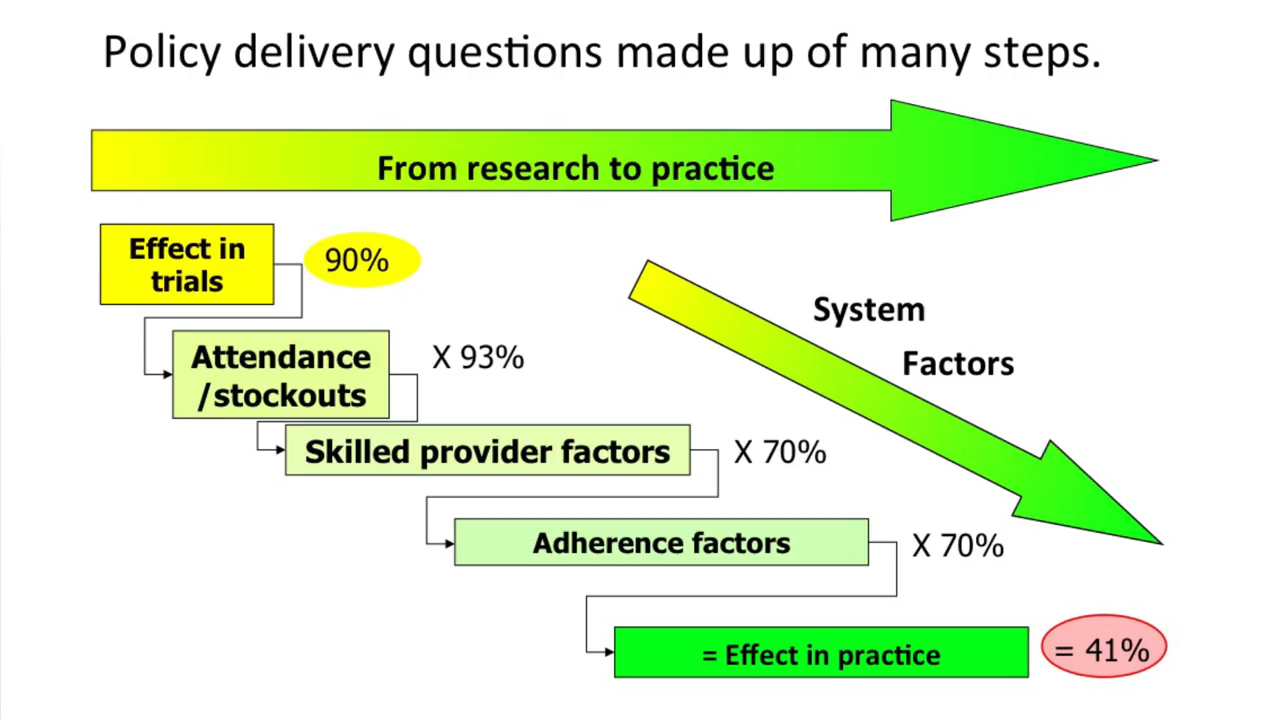 Policy delivery questions made up of many steps.
From research to practice
Effect in
trials
90%
System
Factors
Attendance
/stockouts
X 93%
Skilled provider factors
X 70%
Adherence factors
X 70%
= Effect in practice
= 41%